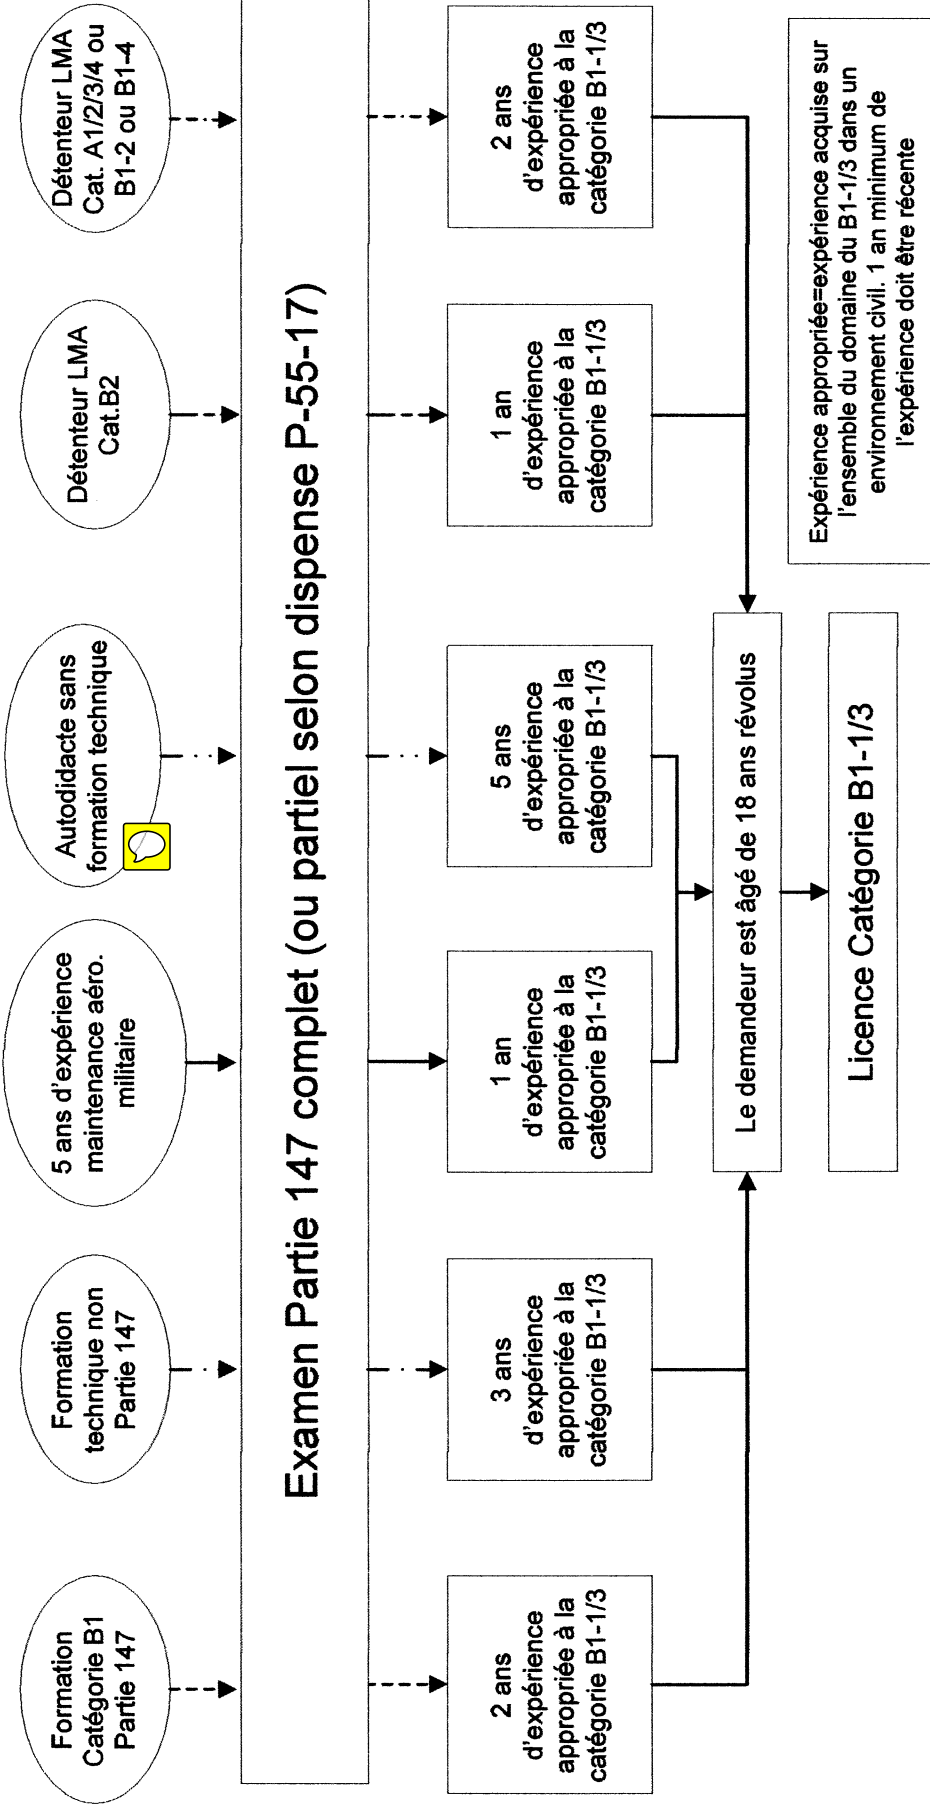 Formation
Catégorie B1
Partie 147
Formation
technique non
Partie 147
5 ans d'expérience
maintenance aéro.
militaire
Autodidacte sans
formation technique
Détenteur LMA
Cat.B2
Détenteur LMA
Cat. A1/2/3/4 ou
B1-2 ou B1-4
Examen Partie 147 complet (ou partiel selon dispense P-55-17)
2 ans
d'expérience
appropriée à la
catégorie B1-1/3
3 ans
d'expérience
appropriée à la
catégorie B1-1/3
1 an
d'expérience
appropriée à la
catégorie B1-1/3
5 ans
d'expérience
appropriée à la
catégorie B1-1/3
1 an
d'expérience
appropriée à la
catégorie B1-1/3
2 ans
d'expérience
appropriée à la
catégorie B1-1/3
Le demandeur est âgé de 18 ans révolus
Licence Catégorie B1-1/3
Expérience appropriée=expérience acquise sur
l'ensemble du domaine du B1-1/3 dans un
environnement civil. 1 an minimum de
l'expérience doit être récente